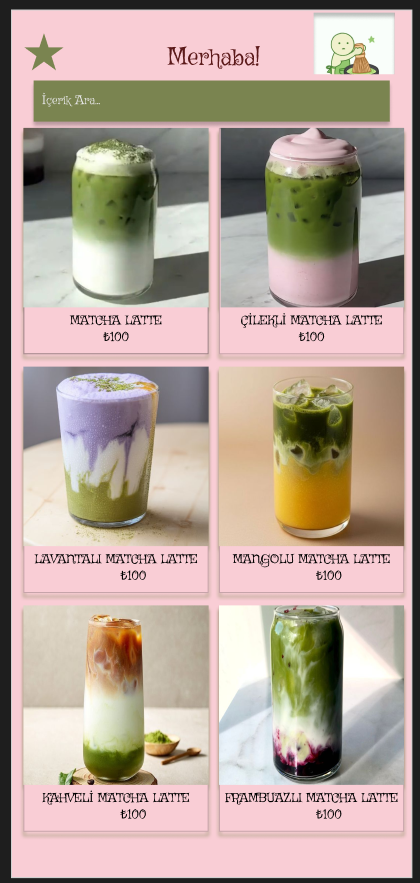 Merhaba!
İçerik Ara..
MATCHA LATTE
₺100
ÇİLEKLİ MATCHA LATTE
₺100
LAVANTALI MATCHA LATTE
₺100
MANGOLU MATCHA LATTE
₺100
KAHVELİ MATCHA LATTE
₺100
FRAMBUAZLI MATCHA LATTE
₺100